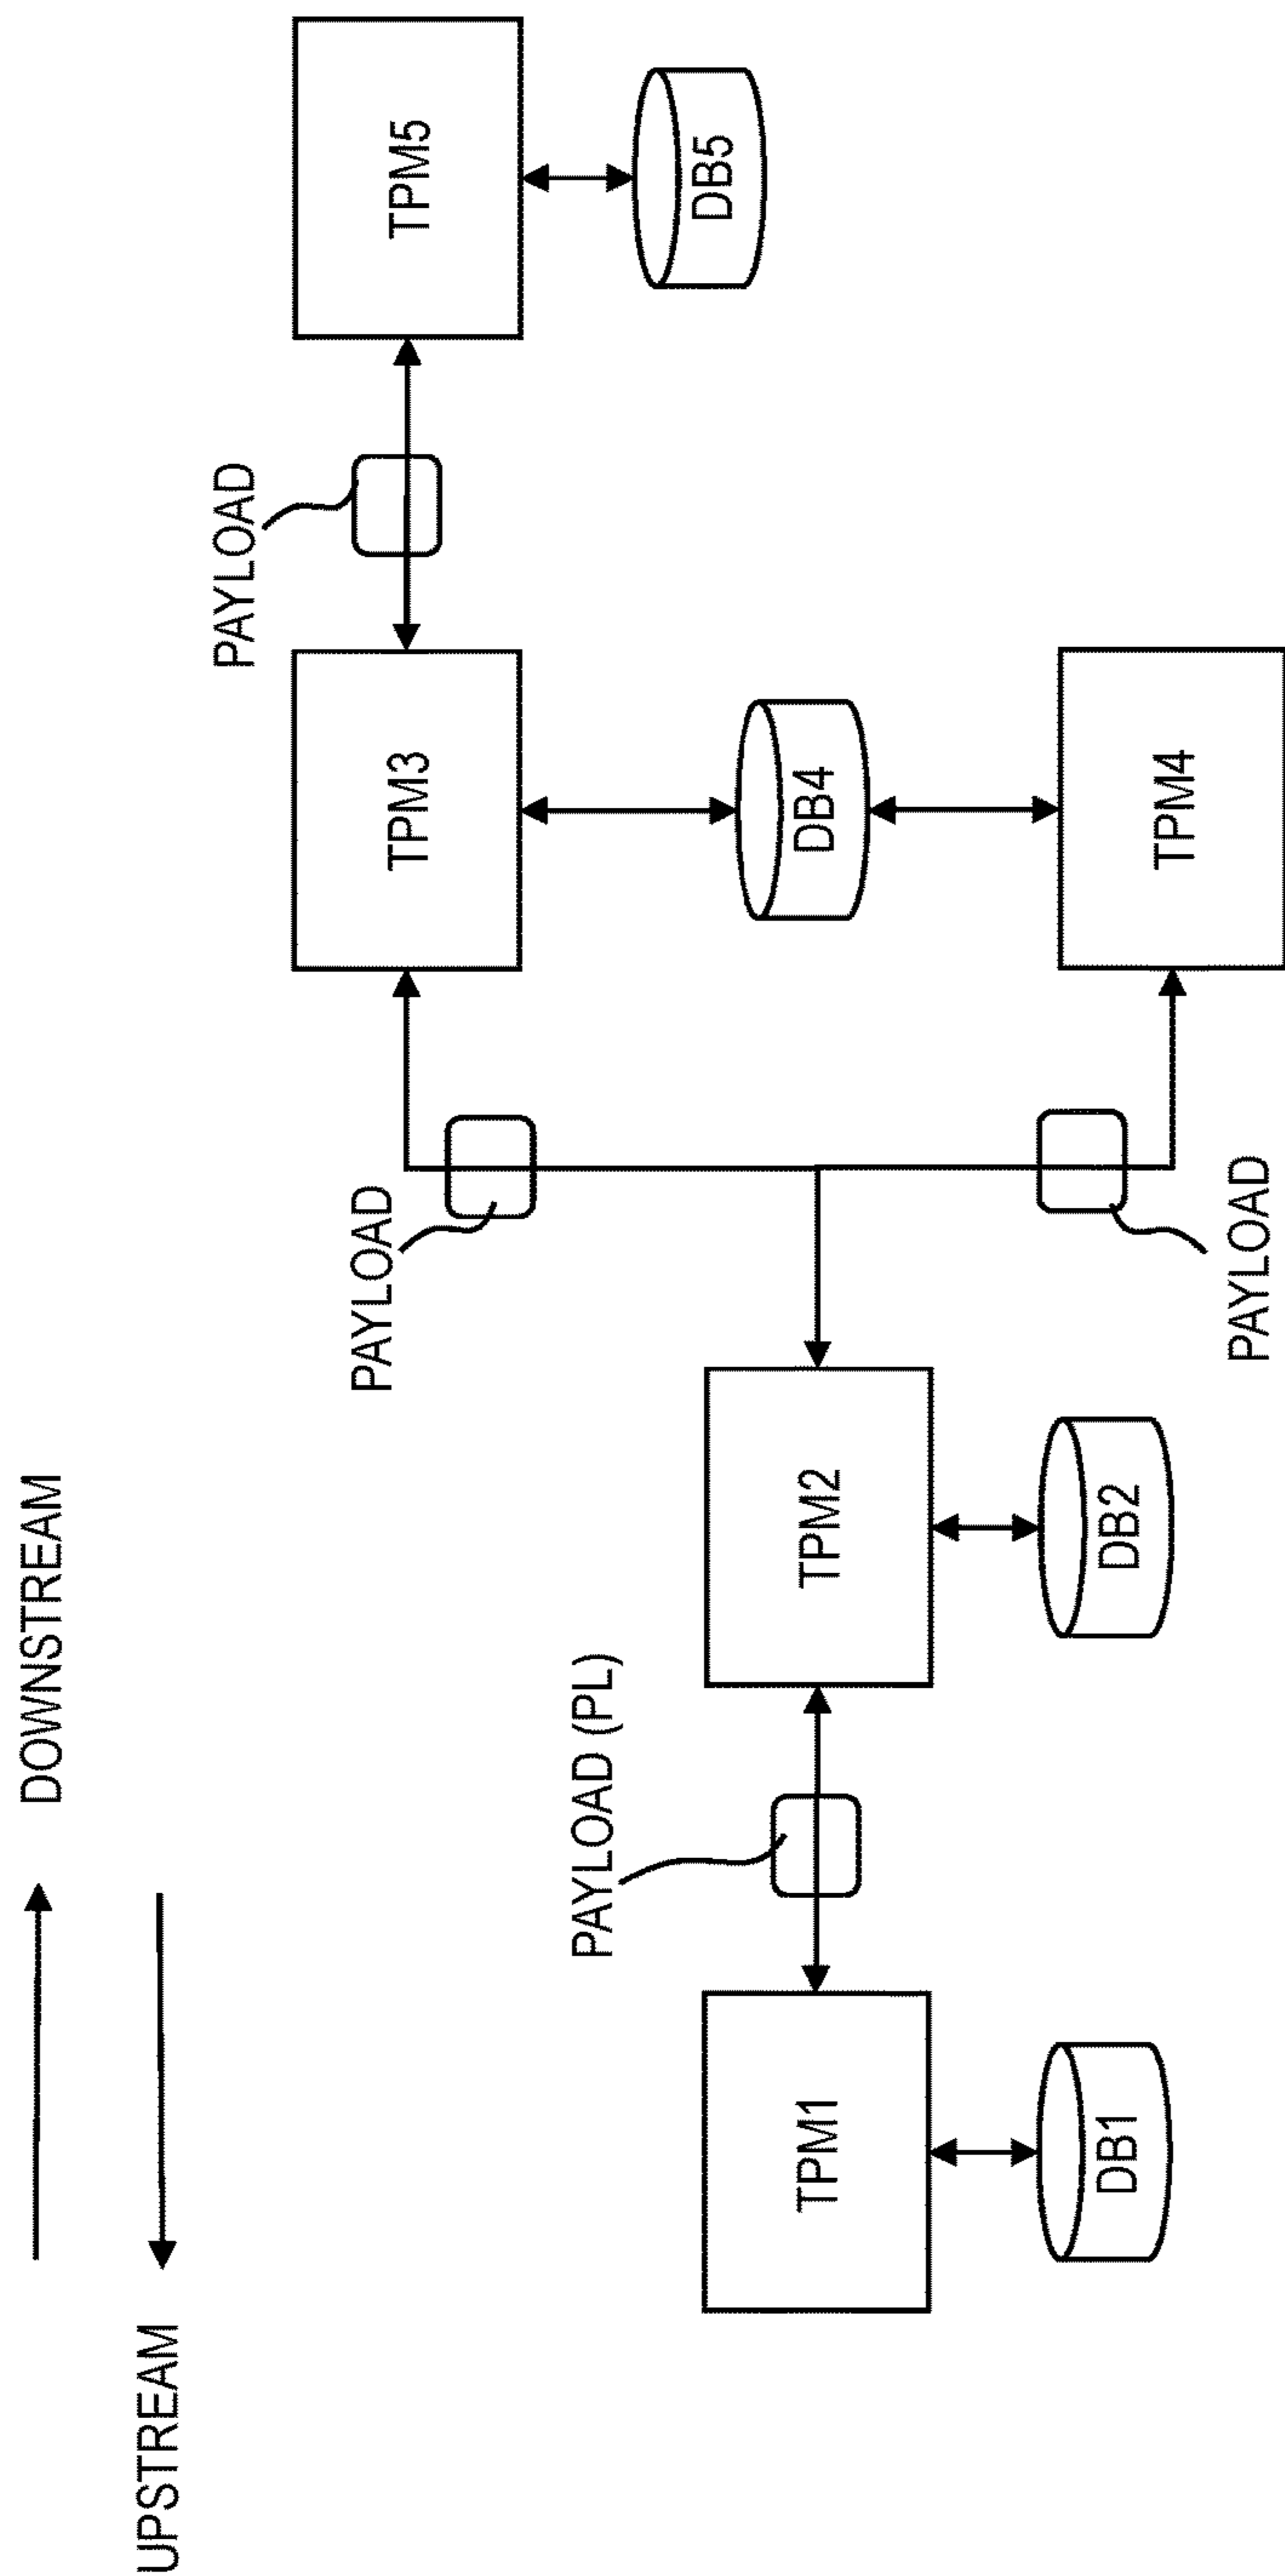 DOWNSTREAM
UPSTREAM
PAYLOAD
TPM5
DB5
PAYLOAD
TPM3
PAYLOAD (PL)
DB4
TPM1
TPM2
TPM4
DB1
DB2
PAYLOAD